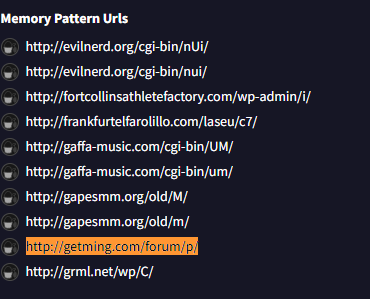 Memory Pattern Urls
http://evilnerd.org/cgi-bin/nUi/
http://evilnerd.org/cgi-bin/nui/
http://fortcollinsathletefactory.com/wp-admin/i/
http://frankfurtelfarolillo.com/laseu/c7/
http://gaffa-music.com/cgi-bin/UM/
http://gaffa-music.com/cgi-bin/um/
http://gapesmm.org/old/M/
http://gapesmm.org/old/m/
http://getming.com/forum/p/
http://grml.net/wp/C/